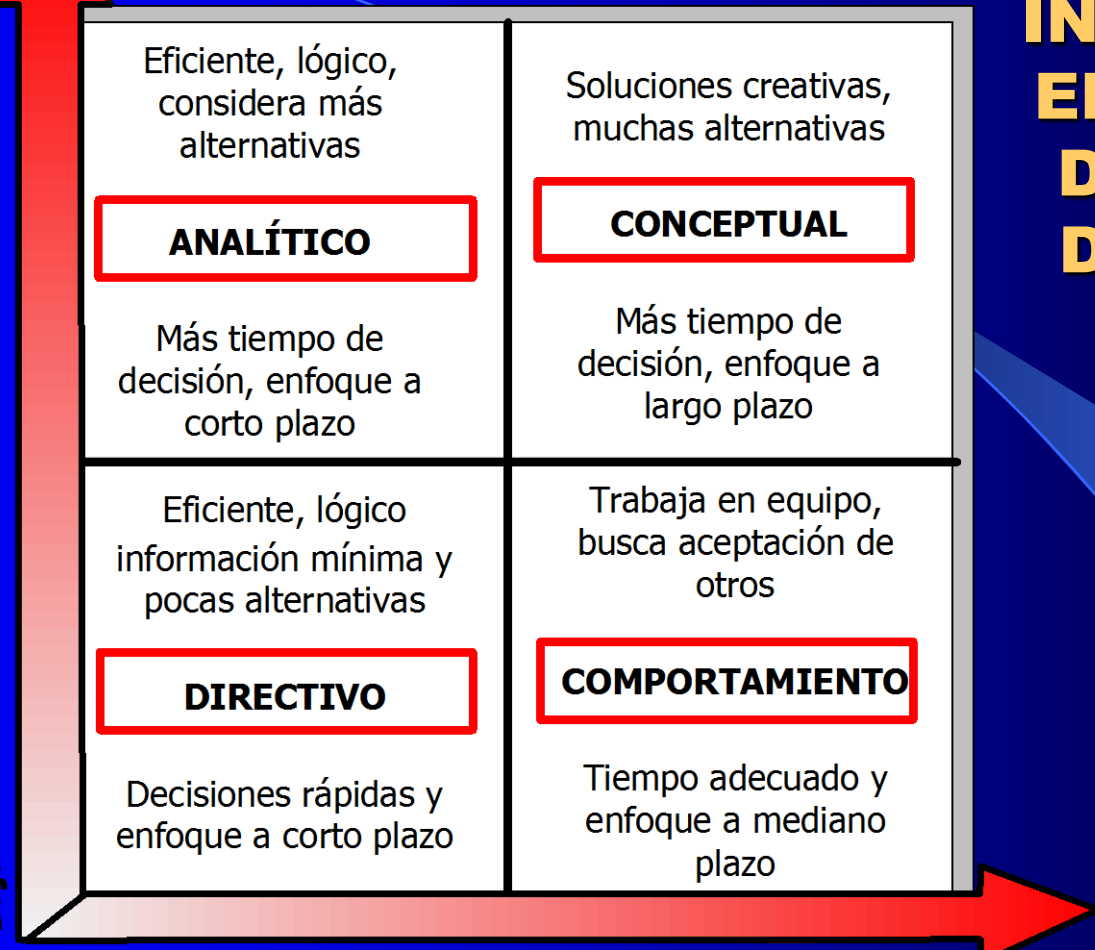 Eficiente, lógico,
considera más
alternativas
ANALÍTICO
Más tiempo de
decisión, enfoque a
corto plazo
Soluciones creativas,
muchas alternativas
CONCEPTUAL
Más tiempo de
decisión, enfoque a
largo plazo
Eficiente, lógico
información mínima y
pocas alternativas
DIRECTIVO
Decisiones rápidas y
enfoque a corto plazo
Trabaja en equipo,
busca aceptación de
otros
COMPORTAMIENTO
Tiempo adecuado y
enfoque a mediano
plazo